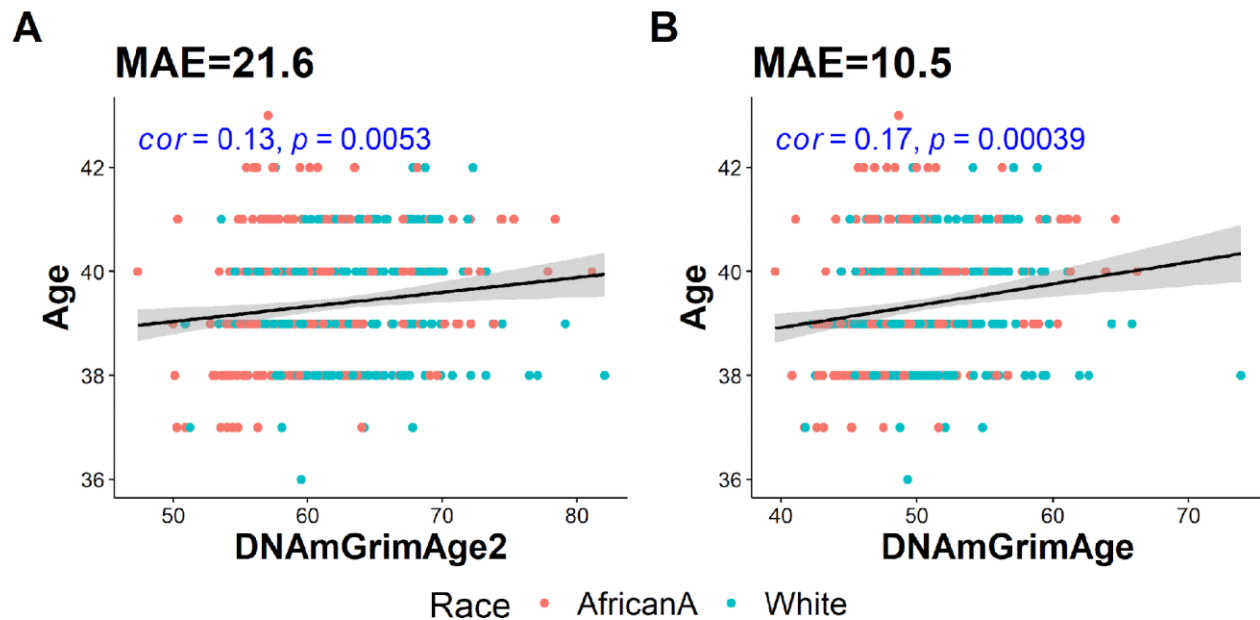 A
MAE=21.6
cor = 0.13, p = 0.0053
Age
42
40
38
36
50 60 70 80
DNAmGrimAge2
B
MAE=10.5
cor = 0.17, p = 0.00039
Age
42
40
38
36
40 50 60 70
DNAmGrimAge
Race AfricanA White